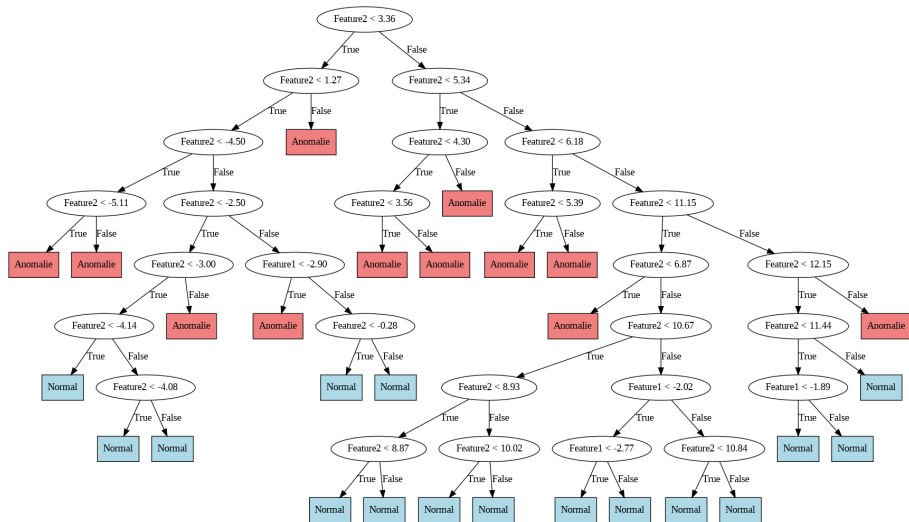 Feature2 < 3.36
True False
Feature2 < 1.27 Feature2 < 5.34
True False True False
Feature2 < -4.50 Anomalie Feature2 < 4.30 Feature2 < 6.18
True False True False True False
Feature2 < -5.11 Feature2 < -2.50 Feature2 < 3.56 Anomalie Feature2 < 5.39 Feature2 < 11.15
True False True False True False True False True False
Anomalie Anomalie Feature2 < -3.00 Feature1 < -2.90 Anomalie Anomalie Anomalie Anomalie Feature2 < 6.87 Feature2 < 12.15
True False True False True False True False
Feature2 < -4.14 Anomalie Anomalie Feature2 < -0.28 Anomalie Feature2 < 10.67 Feature2 < 11.44 Anomalie
True False True False True False True False
Normal Feature2 < -4.08 Normal Normal Feature2 < 8.93 Feature1 < -2.02 Feature1 < -1.89 Normal
True False True False True False True False
Normal Normal Feature2 < 8.87 Feature2 < 10.02 Feature1 < -2.77 Feature2 < 10.84 Normal Normal
True False True False True False True False
Normal Normal Normal Normal Normal Normal Normal Normal